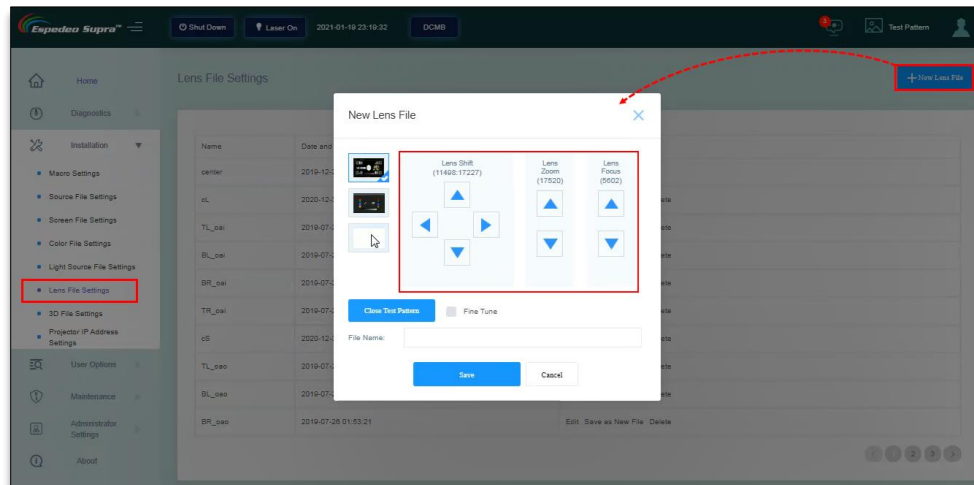 Espedeo Supra™
Shut Down
Laser On
2021-01-19 23:19:32
DCMB
4
Test Pattern
Home
Diagnostics
Installation
Macro Settings
Source File Settings
Screen File Settings
Color File Settings
Light Source File Settings
Lens File Settings
3D File Settings
Projector IP Address
Settings
User Options
Maintenance
Administrator
Settings
About
Lens File Settings
New Lens File
Name
Date and
center
2019-12-2
cL
2020-12-
TL_oai
2019-07-
BL_oai
2019-07-
BR_oai
2019-07-
TR_oai
2019-07-
cS
2020-12-
TL_oao
2019-07-
BL_oao
2019-07-
BR_oao
2019-07-26 01:53:21
Edit Save as New File Delete
New Lens File
Lens Shift
(11498:17227)
Lens
Zoom
(17520)
Lens
Focus
(5602)
Close Test Pattern
Fine Tune
File Name:
Save
Cancel
1
2
3